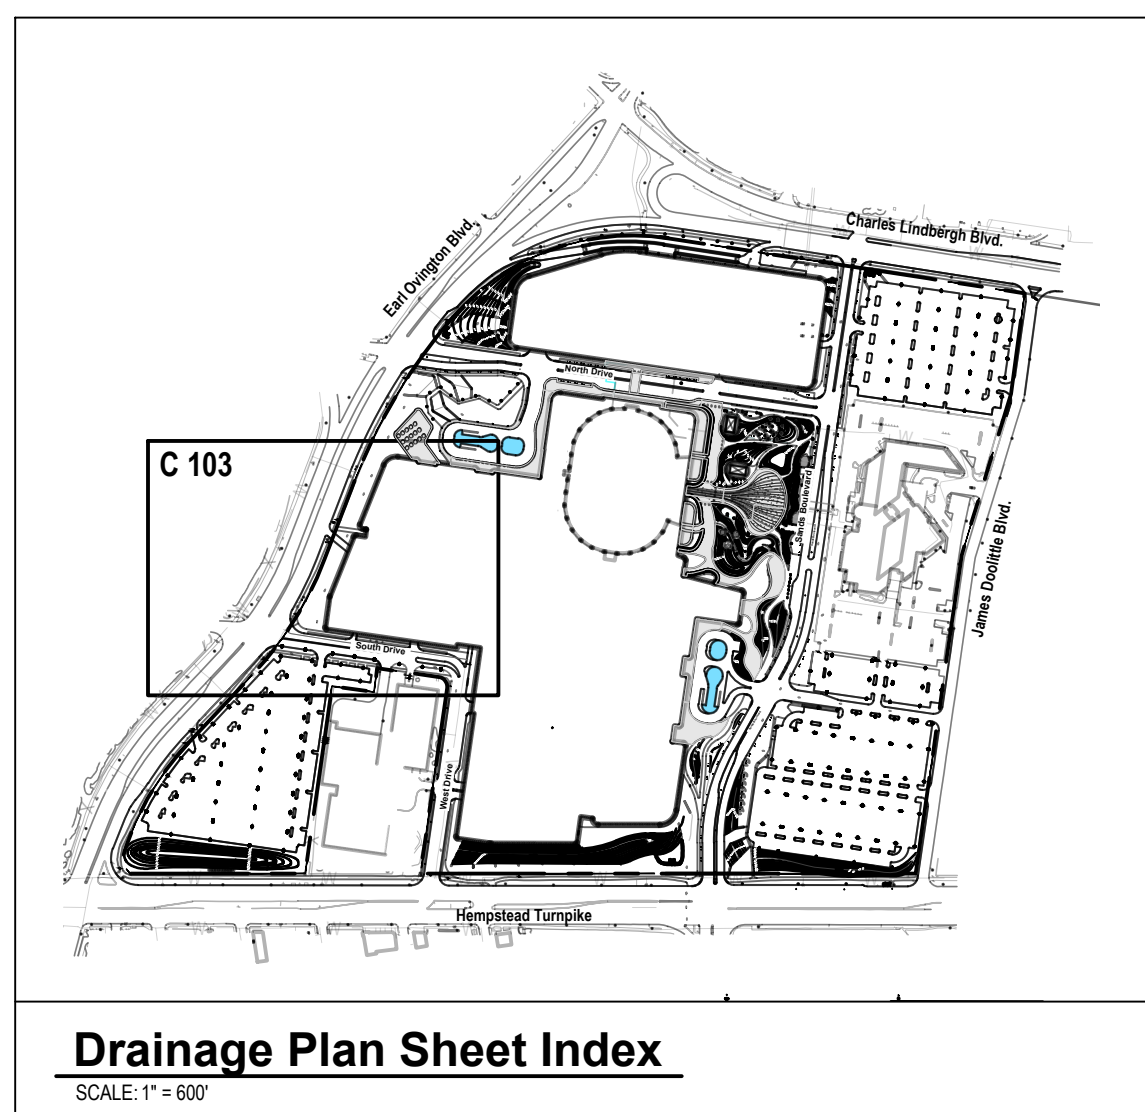 Charles Lindbergh Blvd.
Earl Ovington Blvd.
North Drive
C 103
Sands Boulevard
James Doolittle Blvd.
South Drive
West Drive
Hempstead Turnpike
Drainage Plan Sheet Index
SCALE: 1" = 600'